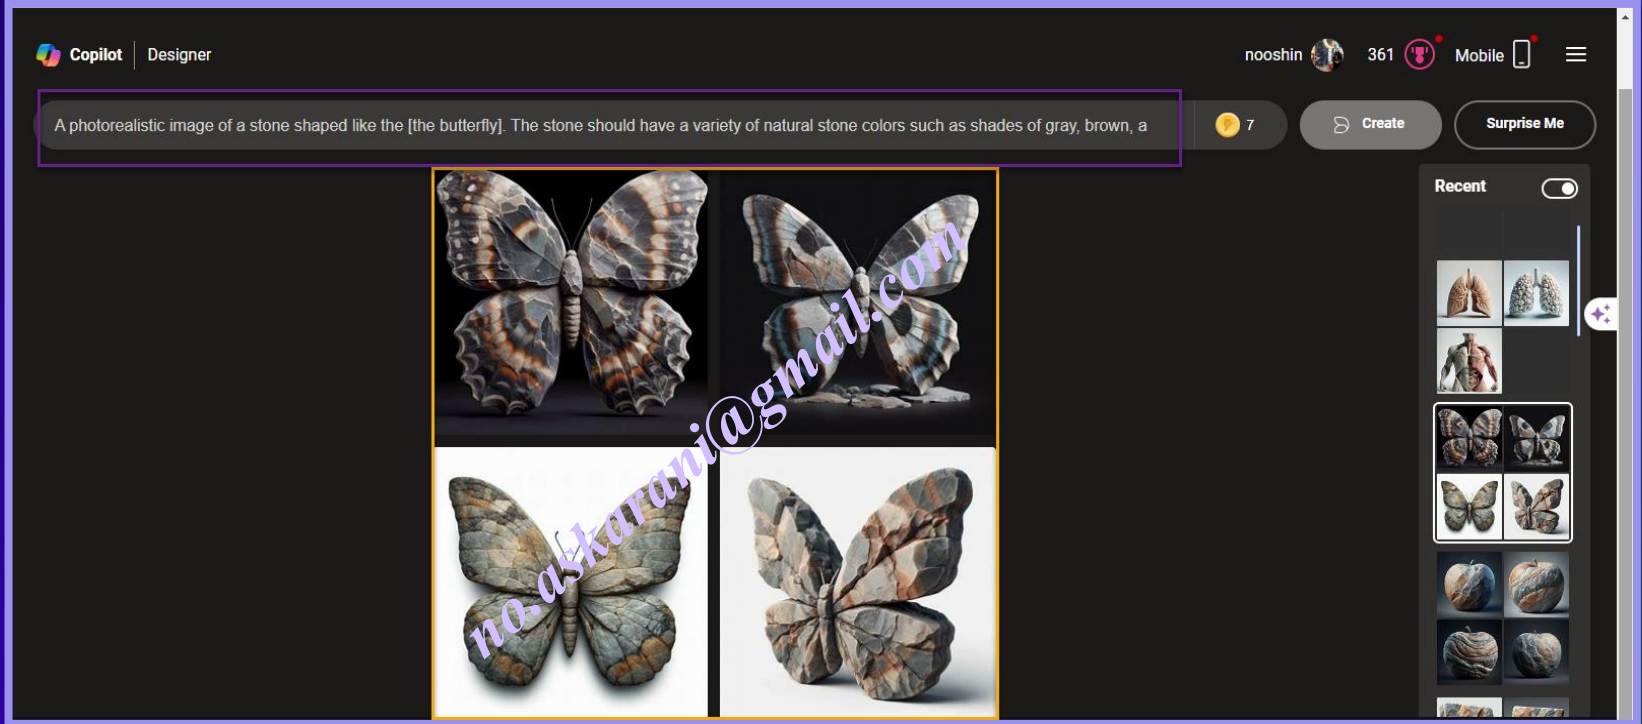 Copilot
Designer
nooshin
361
Mobile
A photorealistic image of a stone shaped like the [the butterfly]. The stone should have a variety of natural stone colors such as shades of gray, brown, a
7
Create
Surprise Me
Recent
no.askarani@gmail.com